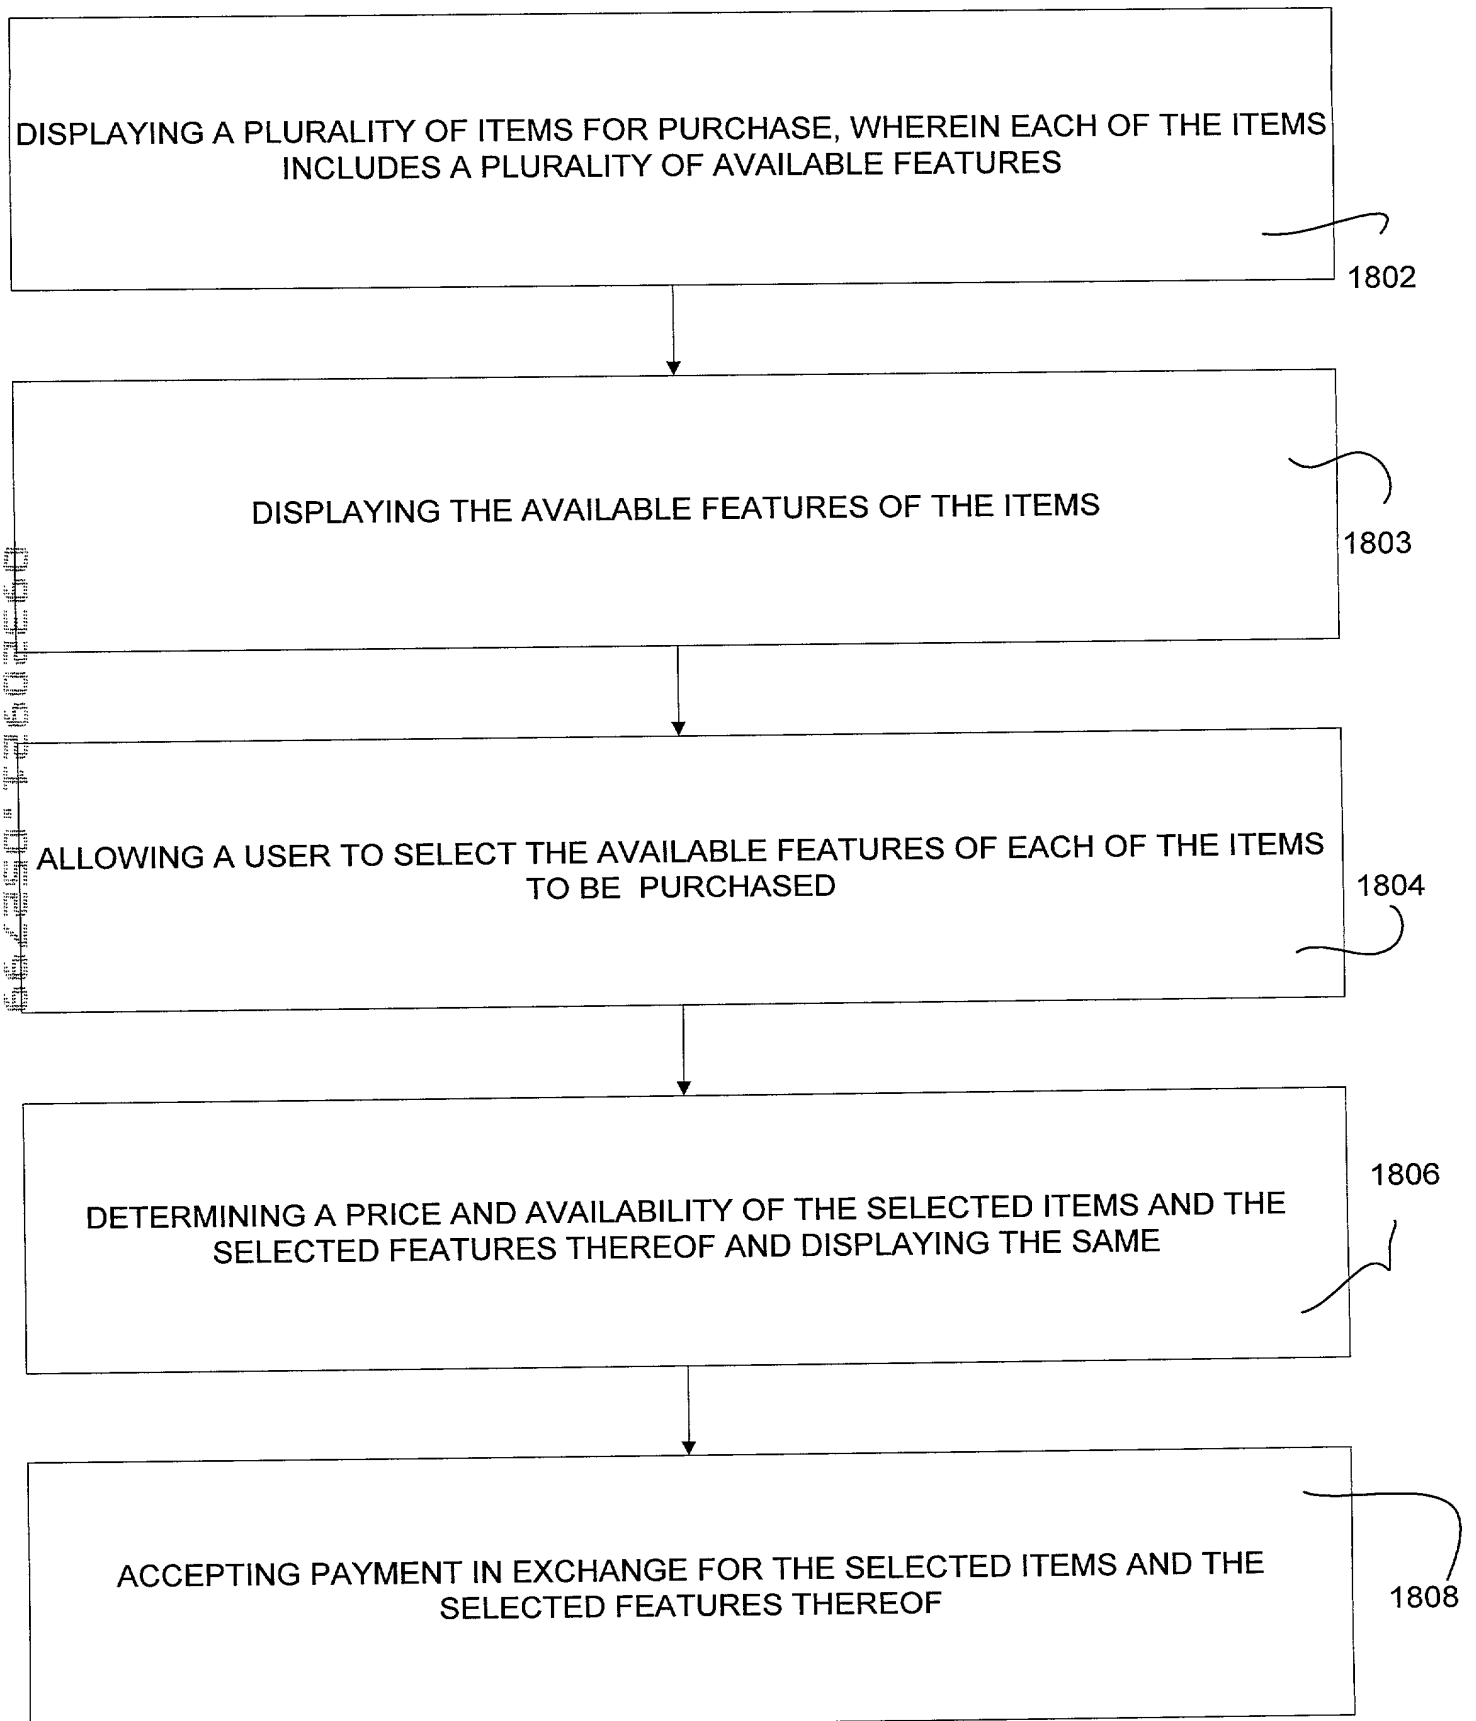 DISPLAYING A PLURALITY OF ITEMS FOR PURCHASE, WHEREIN EACH OF THE ITEMS
INCLUDES A PLURALITY OF AVAILABLE FEATURES
1802
DISPLAYING THE AVAILABLE FEATURES OF THE ITEMS
1803
ALLOWING A USER TO SELECT THE AVAILABLE FEATURES OF EACH OF THE ITEMS
TO BE PURCHASED
1804
DETERMINING A PRICE AND AVAILABILITY OF THE SELECTED ITEMS AND THE
SELECTED FEATURES THEREOF AND DISPLAYING THE SAME
1806
ACCEPTING PAYMENT IN EXCHANGE FOR THE SELECTED ITEMS AND THE
SELECTED FEATURES THEREOF
1808